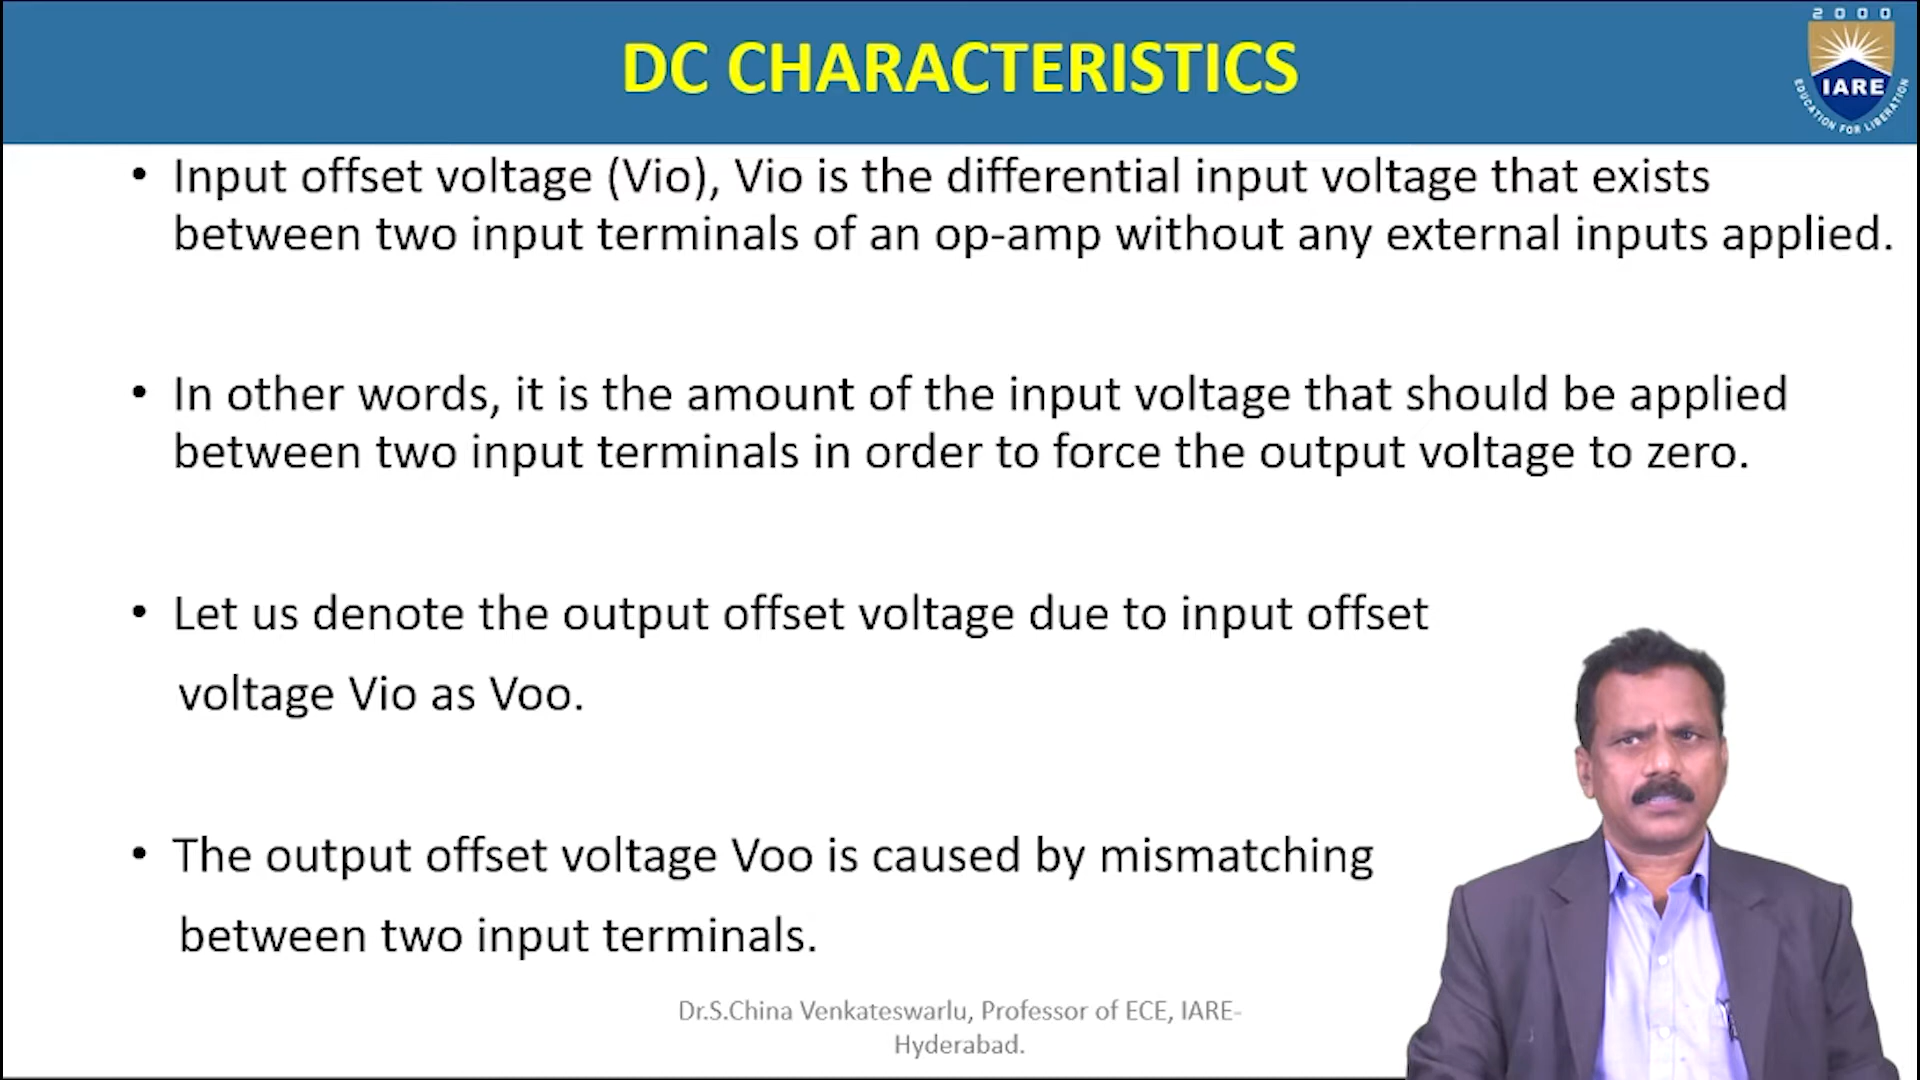 2000
IARE
EDUCATION FOR LIBERATION
DC CHARACTERISTICS
• Input offset voltage (Vio), Vio is the differential input voltage that exists
between two input terminals of an op-amp without any external inputs applied.
• In other words, it is the amount of the input voltage that should be applied
between two input terminals in order to force the output voltage to zero.
• Let us denote the output offset voltage due to input offset
voltage Vio as Voo.
• The output offset voltage Voo is caused by mismatching
between two input terminals.
Dr.S.China Venkateswarlu, Professor of ECE, IARE-
Hyderabad.